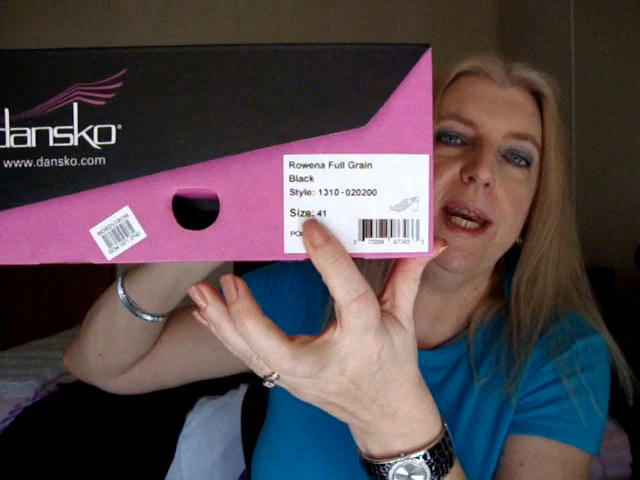 dansko®
www.dansko.com
Rowena Full Grain
Black
Style: 1310-020200
Size: 41